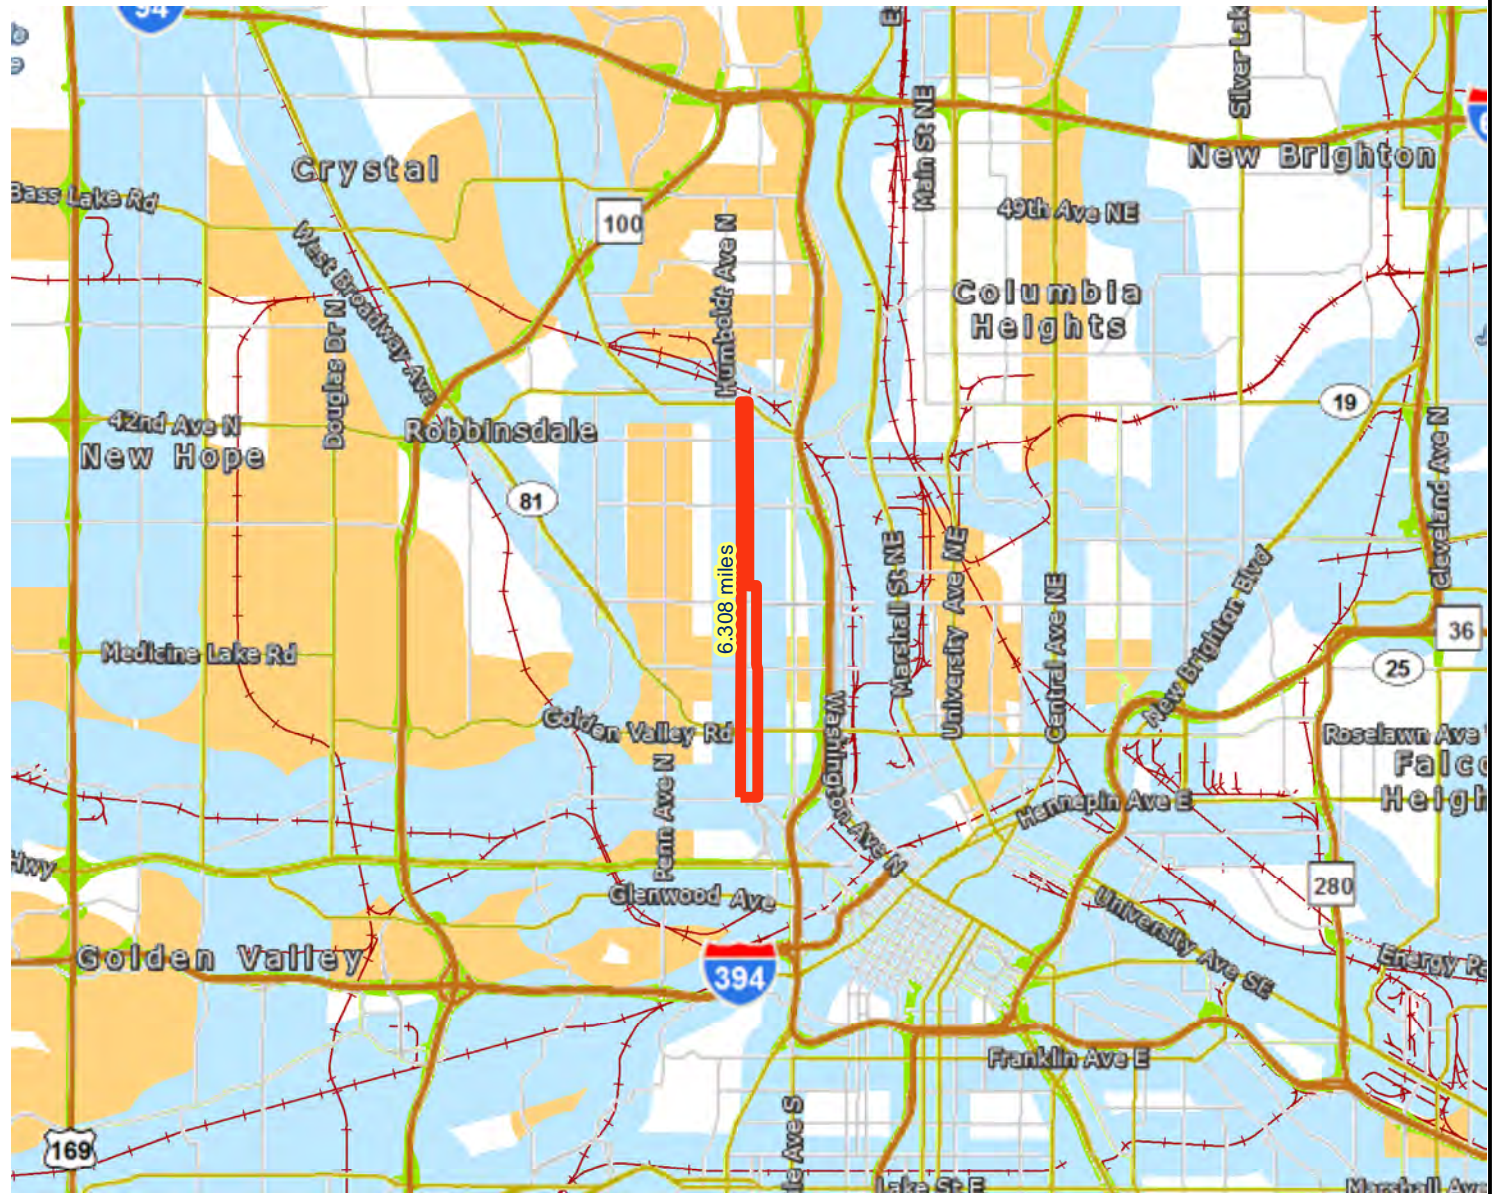 94
Crystal
New Brighton
Bass Lake Rd
Main St NE
Silver Lak
49th Ave NE
100
West Broadway Ave
Humboldt Ave N
Columbia
Heights
Douglas Dr N
42nd Ave N
New Hope
Robbinsdale
19
81
Cleveland Ave N
6.308 miles
Marshall St NE
University Ave NE
Central Ave NE
New Brighton Blvd
36
25
Medicine Lake Rd
Golden Valley Rd
Washington Ave N
Roselawn Ave
Falco
Heigh
Penn Ave N
Hennepin Ave E
Hwy
Glenwood Ave
280
University Ave SE
Golden Valley
394
Energy Pa
Franklin Ave E
169
le Ave S
Lake St E
Marshall Ave